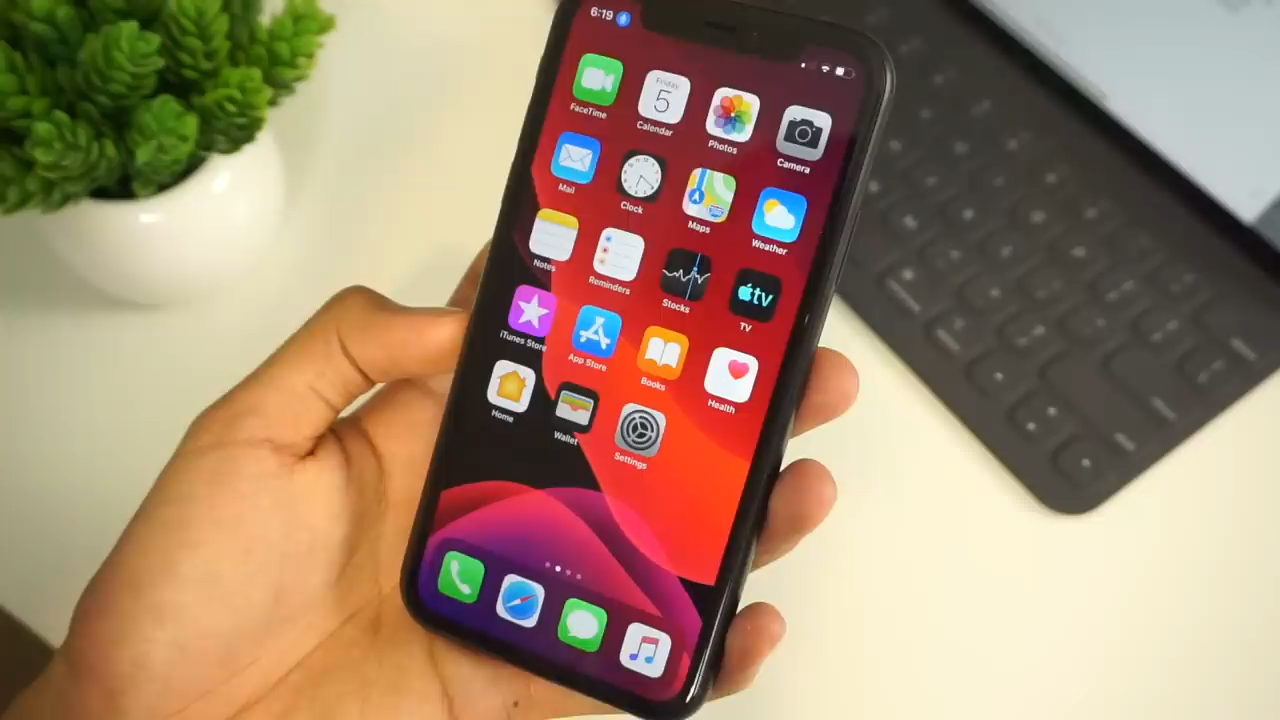 6:19
FaceTime
Friday
5
Calendar
Photos
Camera
Mail
Clock
Maps
Weather
Notes
Reminders
Stocks
tv
TV
iTunes Store
App Store
Books
Health
Home
Wallet
Settings